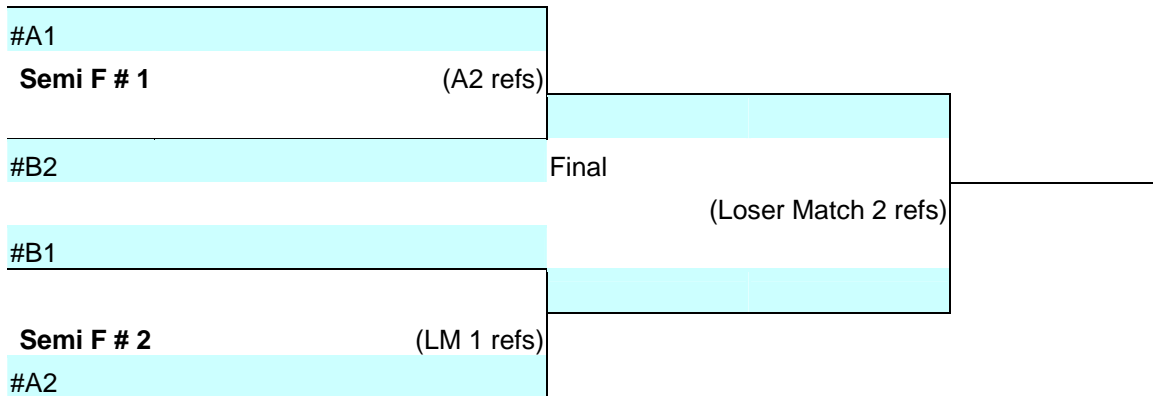 #A1
Semi F # 1 (A2 refs)
#B2
Final
(Loser Match 2 refs)
#B1
Semi F # 2 (LM 1 refs)
#A2